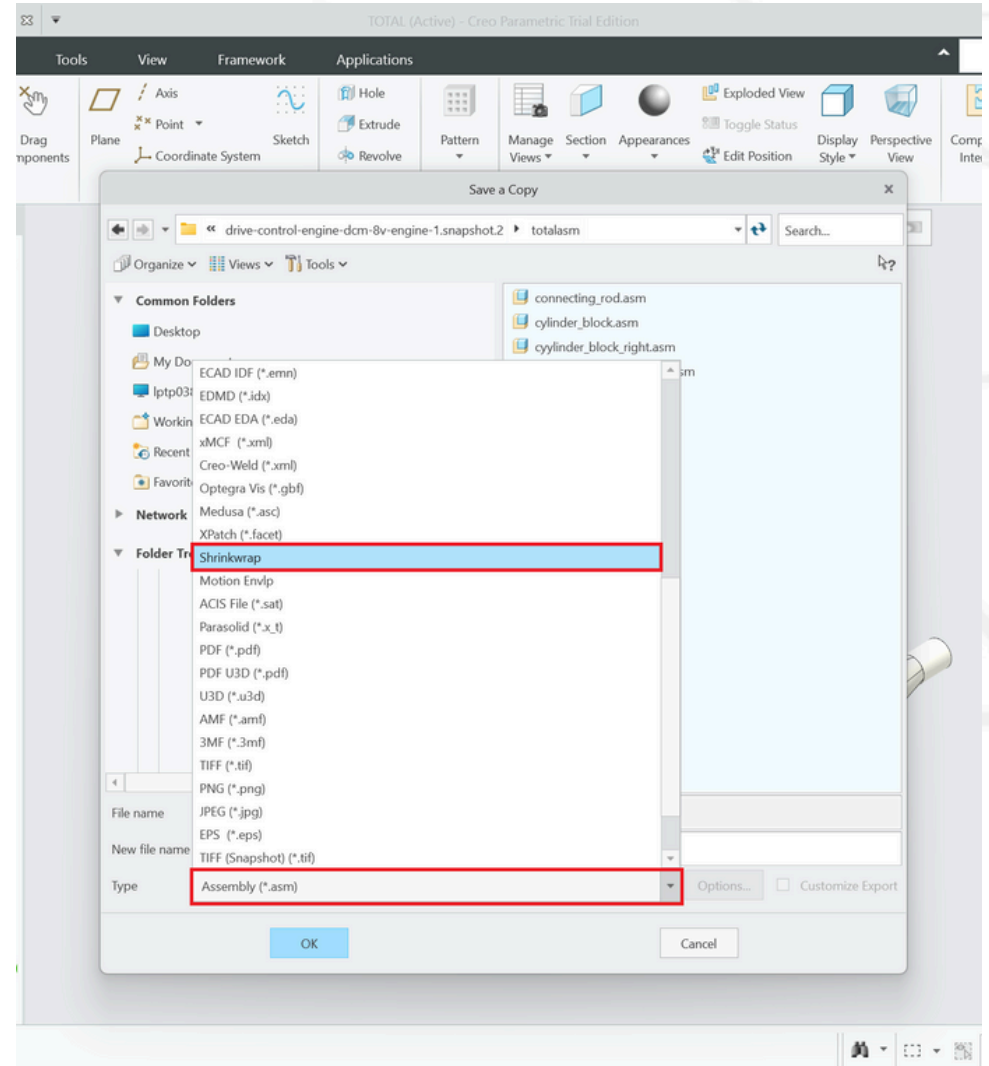 TOTAL (Active) - Creo Parametric Trial Edition
Tools View Framework Applications
Drag
Plane
Axis
Point
Coordinate System
Sketch
Hole
Extrude
Revolve
Pattern
Manage
Views
Section
Appearances
Exploded View
Toggle Status
Edit Position
Display
Style
Perspective
View
Save a Copy
« drive-control-engine-dcm-8v-engine-1.snapshot.2 totalasm Search...
Organize Views Tools
Common Folders
Desktop
My Do
Workin
Recent
Favorit
Network
Folder Tr
connecting_rod.asm
cylinder_block.asm
cyylinder_block_right.asm
sm
ECAD IDF (*.emn)
EDMD (*.idx)
ECAD EDA (*.eda)
xMCF (*.xml)
Creo-Weld (*.xml)
Optegra Vis (*.gbf)
Medusa (*.asc)
XPatch (*.facet)
Shrinkwrap
Motion Envlp
ACIS File (*.sat)
Parasolid (*.x_t)
PDF (*.pdf)
PDF U3D (*.pdf)
U3D (*.u3d)
AMF (*.amf)
3MF (*.3mf)
TIFF (*.tif)
PNG (*.png)
JPEG (*.jpg)
EPS (*.eps)
TIFF (Snapshot) (*.tif)
File name
New file name
Type Assembly (*.asm) Options... Customize Export
OK Cancel